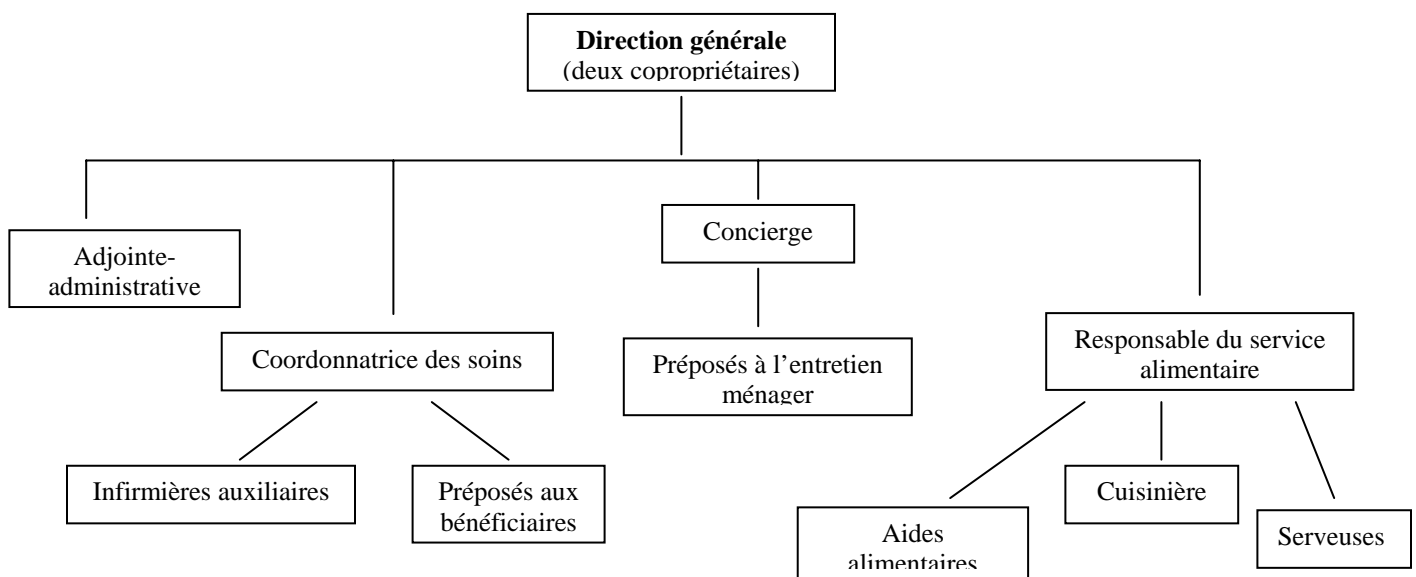 Direction générale
(deux copropriétaires)
Adjointe-
administrative
Concierge
Coordonnatrice des soins
Préposés à l’entretien
ménager
Responsable du service
alimentaire
Infirmières auxiliaires
Préposés aux
bénéficiaires
Aides
alimentaires
Cuisinière
Serveuses